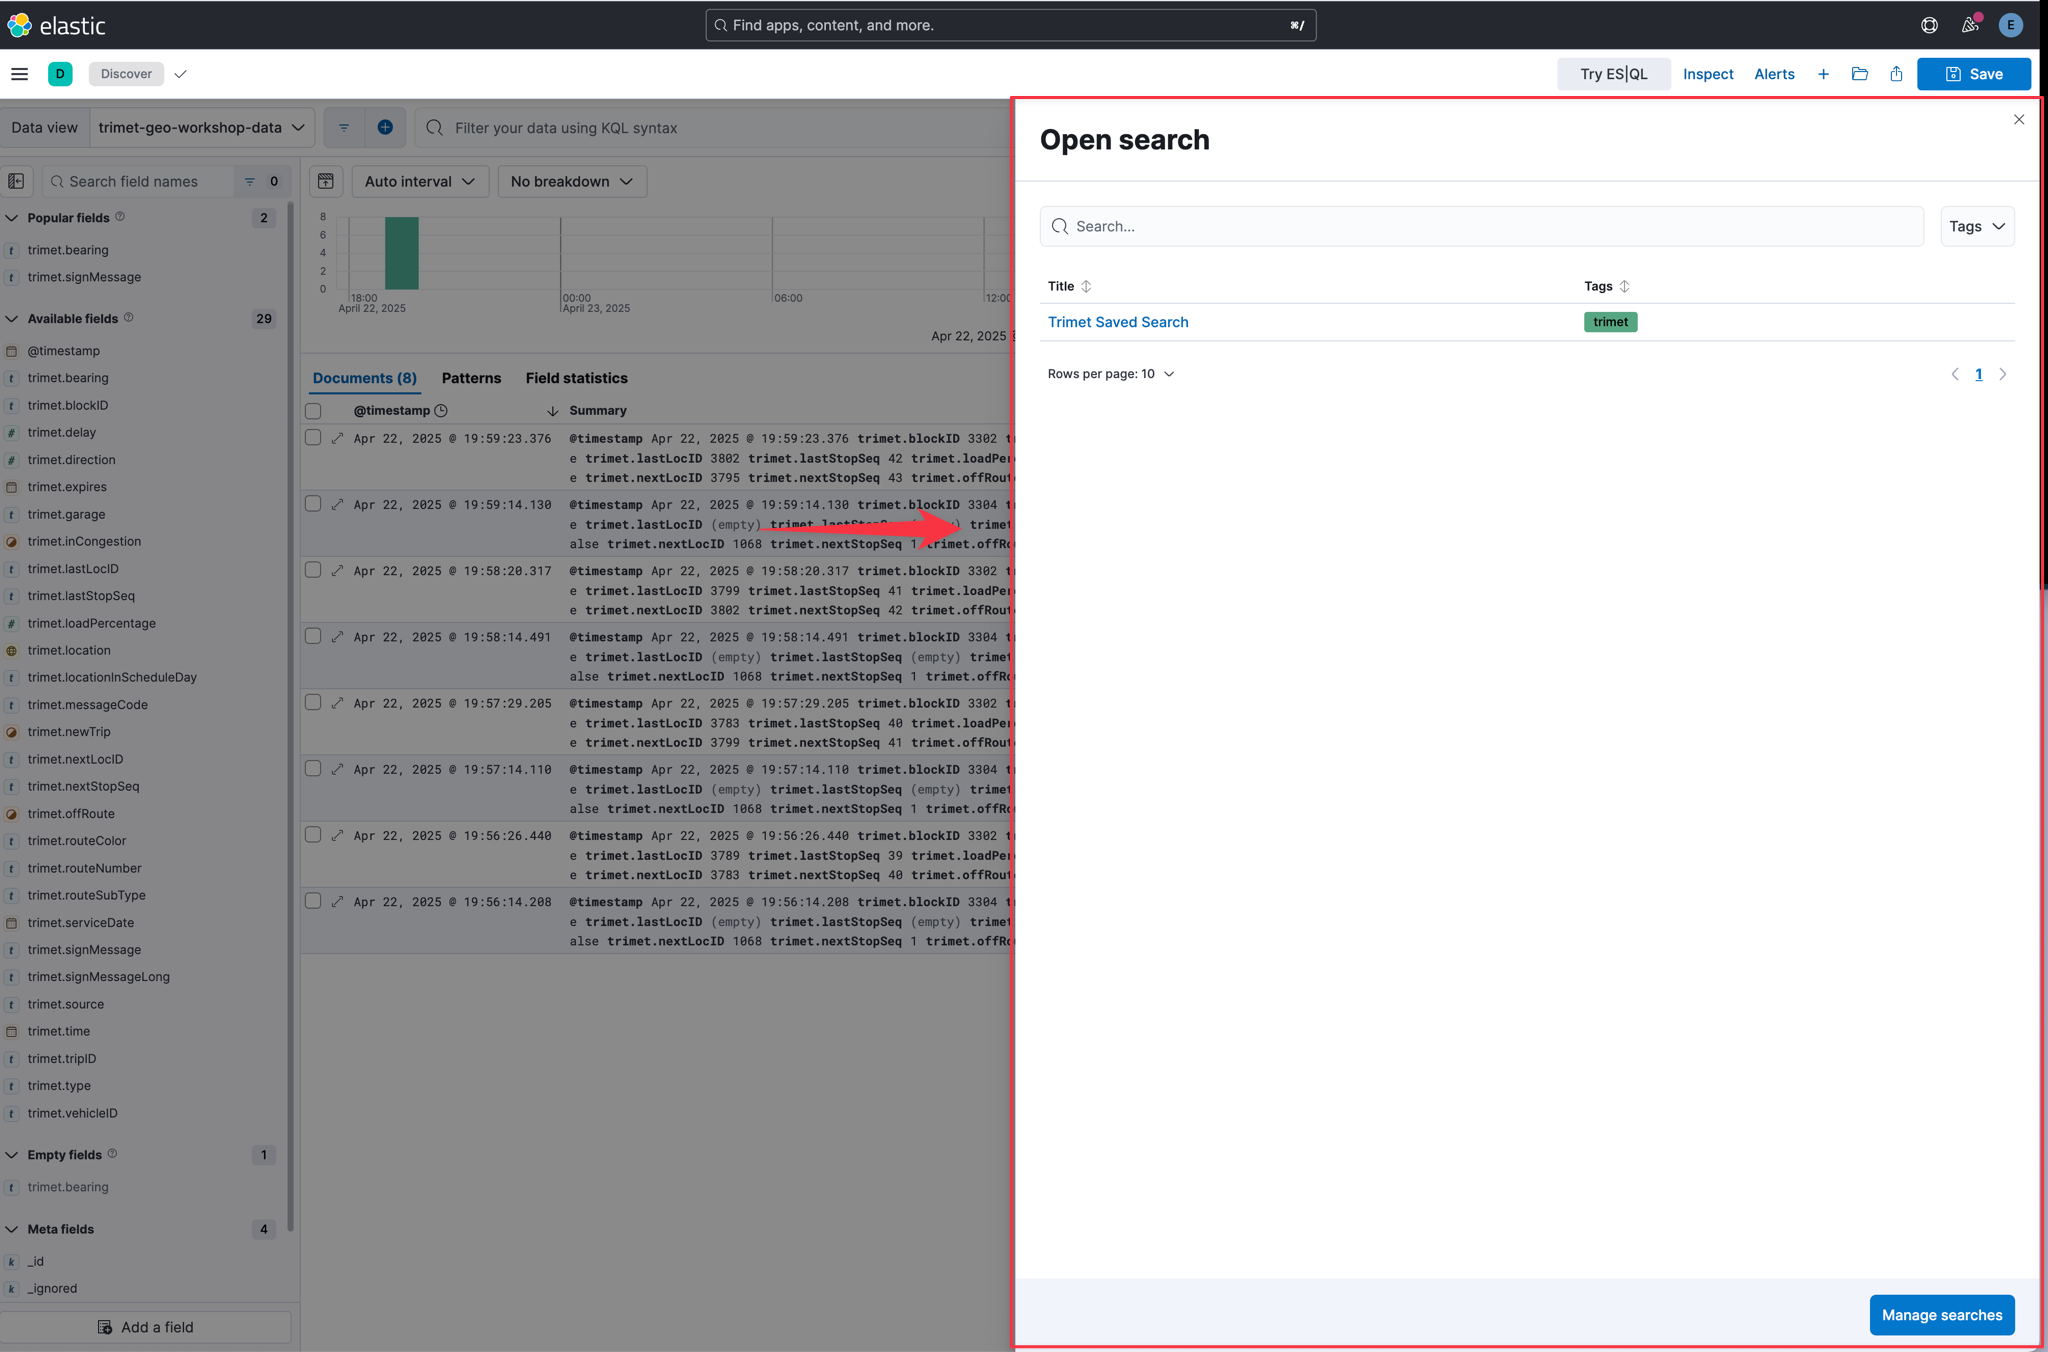 elastic
Find apps, content, and more.
⌘/
E
D
Discover
Try ES|QL
Inspect
Alerts
Save
Data view
trimet-geo-workshop-data
Filter your data using KQL syntax
Search field names
0
Auto interval
No breakdown
Popular fields
2
trimet.bearing
trimet.signMessage
Available fields
29
@timestamp
trimet.bearing
trimet.blockID
trimet.delay
trimet.direction
trimet.expires
trimet.garage
trimet.inCongestion
trimet.lastLocID
trimet.lastStopSeq
trimet.loadPercentage
trimet.location
trimet.locationInScheduleDay
trimet.messageCode
trimet.newTrip
trimet.nextLocID
trimet.nextStopSeq
trimet.offRoute
trimet.routeColor
trimet.routeNumber
trimet.routeSubType
trimet.serviceDate
trimet.signMessage
trimet.signMessageLong
trimet.source
trimet.time
trimet.tripID
trimet.type
trimet.vehicleID
Empty fields
1
trimet.bearing
Meta fields
4
_id
_ignored
Add a field
8
6
4
2
0
18:00
April 22, 2025
00:00
April 23, 2025
06:00
12:00
Apr 22, 2025
Documents (8)
Patterns
Field statistics
@timestamp
Summary
Apr 22, 2025 @ 19:59:23.376
@timestamp Apr 22, 2025 @ 19:59:23.376 trimet.blockID 3302
e trimet.lastLocID 3802 trimet.lastStopSeq 42 trimet.loadPer
e trimet.nextLocID 3795 trimet.nextStopSeq 43 trimet.offRout
Apr 22, 2025 @ 19:59:14.130
@timestamp Apr 22, 2025 @ 19:59:14.130 trimet.blockID 3304
e trimet.lastLocID (empty) trimet.lastStopSeq (empty) trimet
alse trimet.nextLocID 1068 trimet.nextStopSeq 1 trimet.offRo
Apr 22, 2025 @ 19:58:20.317
@timestamp Apr 22, 2025 @ 19:58:20.317 trimet.blockID 3302
e trimet.lastLocID 3799 trimet.lastStopSeq 41 trimet.loadPer
e trimet.nextLocID 3802 trimet.nextStopSeq 42 trimet.offRout
Apr 22, 2025 @ 19:58:14.491
@timestamp Apr 22, 2025 @ 19:58:14.491 trimet.blockID 3304
e trimet.lastLocID (empty) trimet.lastStopSeq (empty) trimet
alse trimet.nextLocID 1068 trimet.nextStopSeq 1 trimet.offRo
Apr 22, 2025 @ 19:57:29.205
@timestamp Apr 22, 2025 @ 19:57:29.205 trimet.blockID 3302
e trimet.lastLocID 3783 trimet.lastStopSeq 40 trimet.loadPer
e trimet.nextLocID 3799 trimet.nextStopSeq 41 trimet.offRout
Apr 22, 2025 @ 19:57:14.110
@timestamp Apr 22, 2025 @ 19:57:14.110 trimet.blockID 3304
e trimet.lastLocID (empty) trimet.lastStopSeq (empty) trimet
alse trimet.nextLocID 1068 trimet.nextStopSeq 1 trimet.offRo
Apr 22, 2025 @ 19:56:26.440
@timestamp Apr 22, 2025 @ 19:56:26.440 trimet.blockID 3302
e trimet.lastLocID 3789 trimet.lastStopSeq 39 trimet.loadPer
e trimet.nextLocID 3783 trimet.nextStopSeq 40 trimet.offRout
Apr 22, 2025 @ 19:56:14.208
@timestamp Apr 22, 2025 @ 19:56:14.208 trimet.blockID 3304
e trimet.lastLocID (empty) trimet.lastStopSeq (empty) trimet
alse trimet.nextLocID 1068 trimet.nextStopSeq 1 trimet.offRo
Open search
Search...
Tags
Title
Tags
Trimet Saved Search
trimet
Rows per page: 10
1
Manage searches